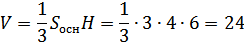 V = 1/3 S_осн H = 1/3 · 3 · 4 · 6 = 24